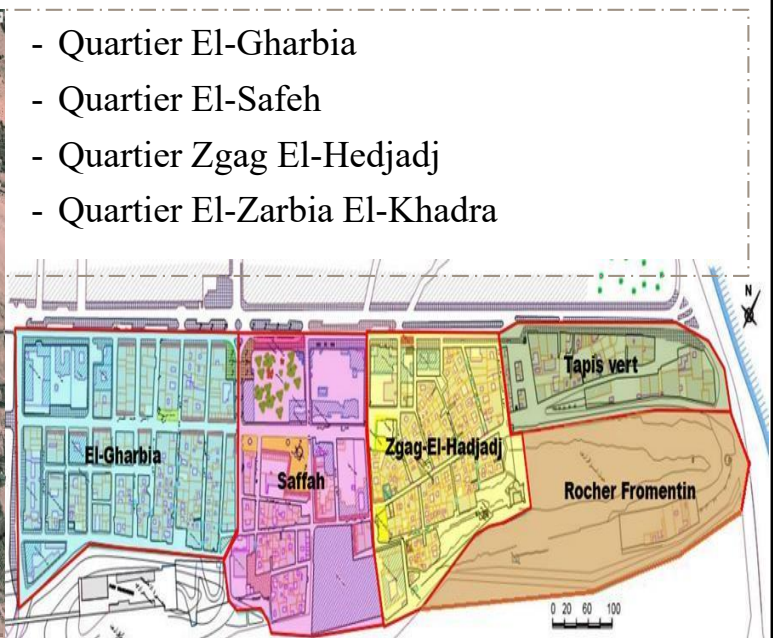 - Quartier El-Gharbia
- Quartier El-Safeh
- Quartier Zgag El-Hedjadj
- Quartier El-Zarbia El-Khadra
N
Tapis vert
El-Gharbia
Zgag-El-Hadjadj
Saffah
Rocher Fromentin
0 20 60 100